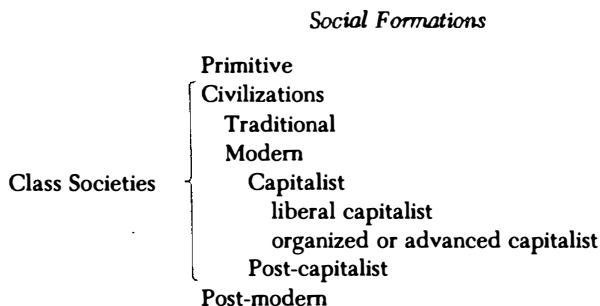 Social Formations
Primitive
Civilizations
Traditional
Modern
Class Societies
Capitalist
liberal capitalist
organized or advanced capitalist
Post-capitalist
Post-modern